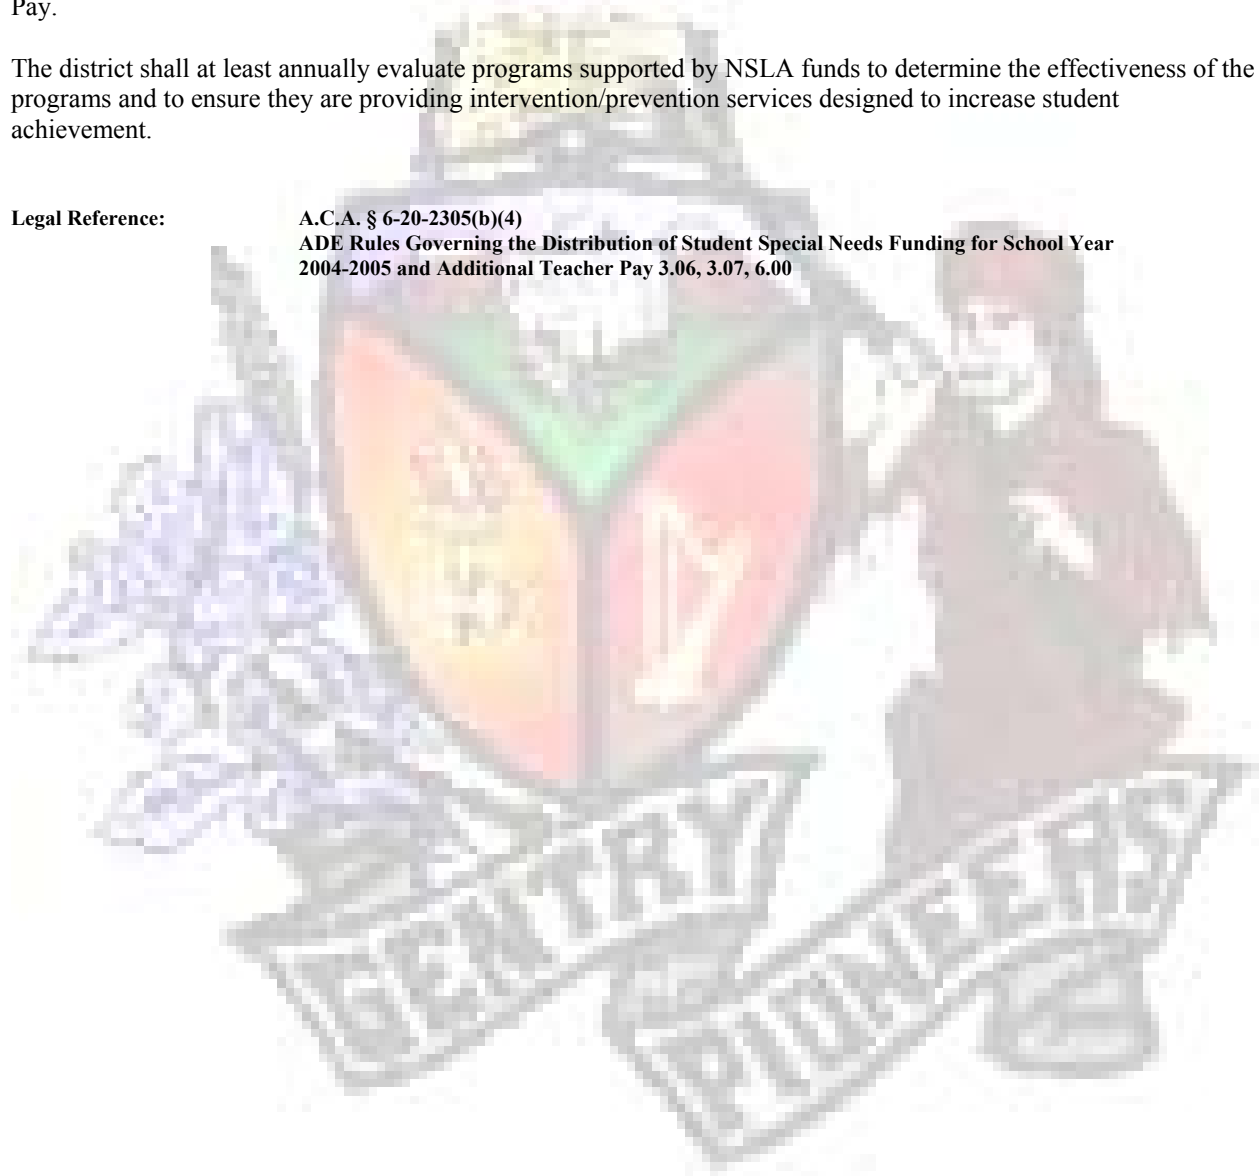 Pay.
The district shall at least annually evaluate programs supported by NSLA funds to determine the effectiveness of the
programs and to ensure they are providing intervention/prevention services designed to increase student
achievement.
Legal Reference: A.C.A. § 6-20-2305(b)(4)
ADE Rules Governing the Distribution of Student Special Needs Funding for School Year
2004-2005 and Additional Teacher Pay 3.06, 3.07, 6.00
GENTRY
PIONEERS